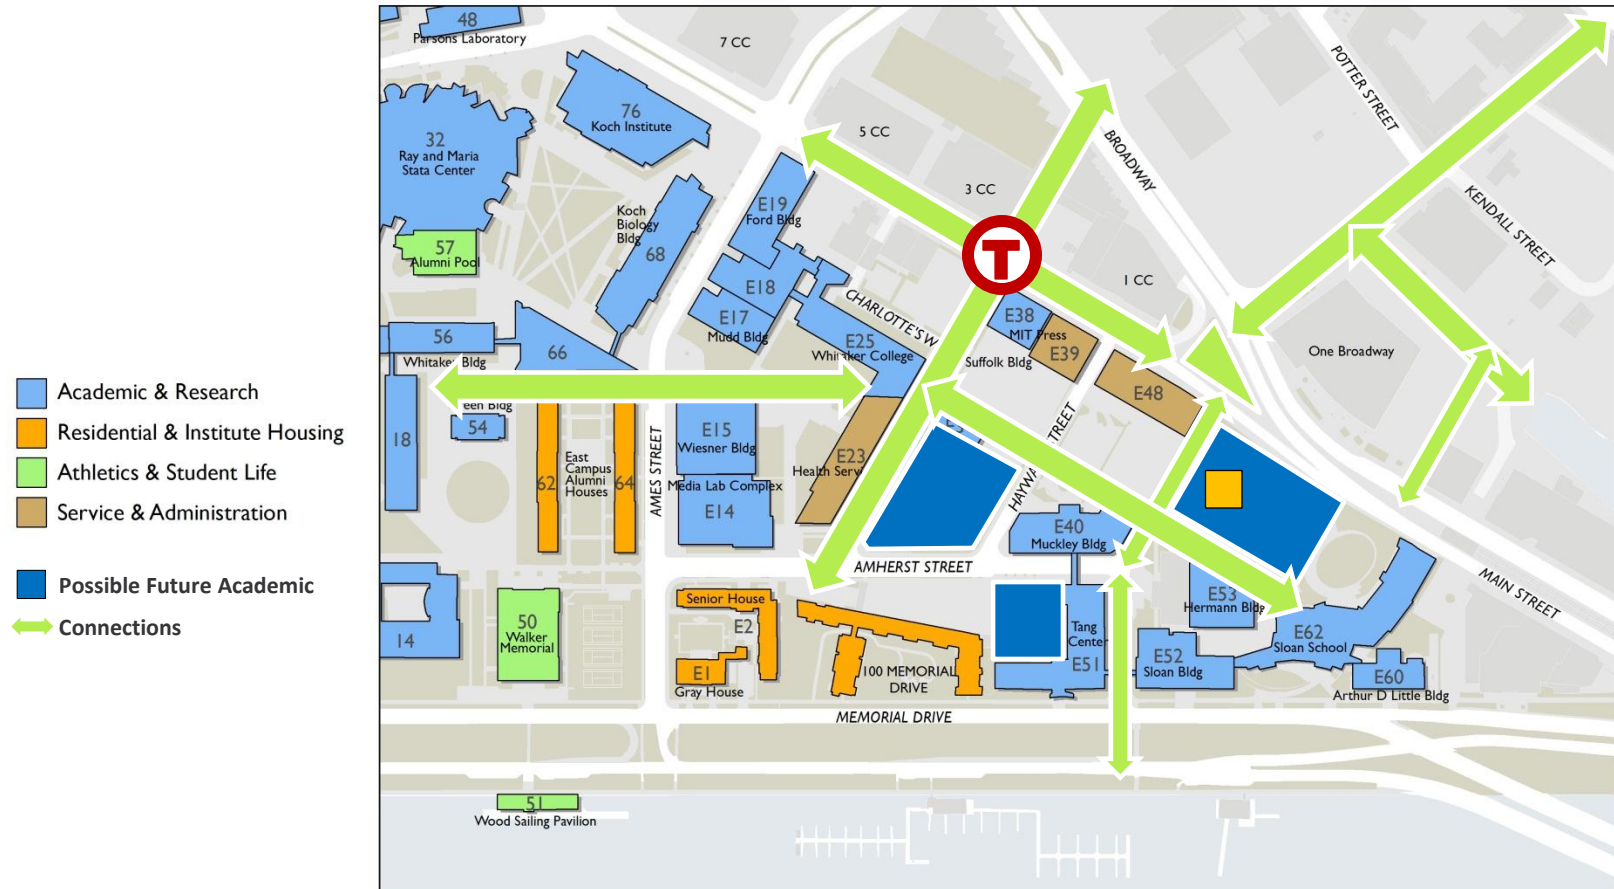 48
Parsons Laboratory
7 CC
76
Koch Institute
5 CC
3 CC
1 CC
32
Ray and Maria
Stata Center
57
Alumni Pool
Koch
Biology
Bldg
68
E19
Ford Bldg
E18
E17
Mudd Bldg
CHARLOTTE'S W
E25
Whitaker College
T
BROADWAY
POTTER STREET
KENDALL STREET
One Broadway
E38
MIT Press
E39
Suffolk Bldg
E48
56
Whitaker Bldg
66
18
een Bldg
54
62
East
Campus
Alumni
Houses
64
AMES STREET
E15
Wiesner Bldg
Media Lab Complex
E14
E23
Health Servi
HAYWA
STREET
E40
Muckley Bldg
AMHERST STREET
MAIN STREET
14
50
Walker
Memorial
Senior House
E2
E1
Gray House
100 MEMORIAL
DRIVE
Tang
Center
E51
E53
Hermann Bldg
E52
Sloan Bldg
E62
Sloan School
E60
Arthur D Little Bldg
MEMORIAL DRIVE
51
Wood Sailing Pavilion
Academic & Research
Residential & Institute Housing
Athletics & Student Life
Service & Administration
Possible Future Academic
Connections